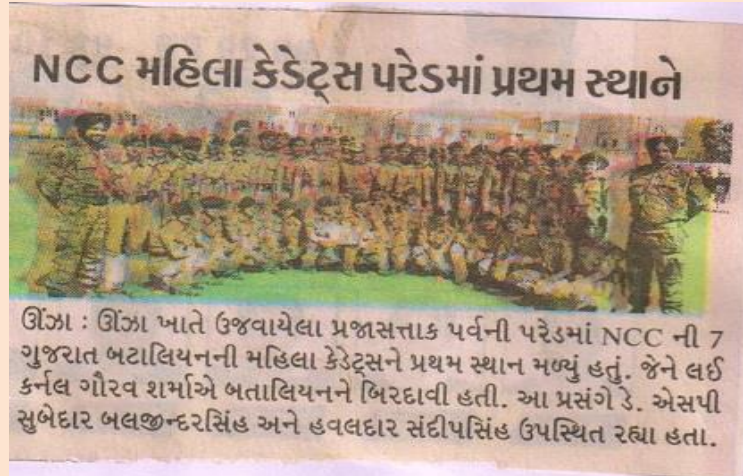 NCC મહિલા કેડેટ્સ પરેડમાં પ્રથમ સ્થાને
ઊંઝા : ઊંઝા ખાતે ઉજવાયેલા પ્રજાસત્તાક પર્વની પરેડમાં NCC ની 7
ગુજરાત બટાલિયનની મહિલા કેડેટ્સને પ્રથમ સ્થાન મળ્યું હતું. જેને લઈ
કર્નલ ગૌરવ શર્માએ બતાલિયનને બિરદાવી હતી. આ પ્રસંગે ડે. એસપી
સુબેદાર બલજીન્દરસિંહ અને હવલદાર સંદીપસિંહ ઉપસ્થિત રહ્યા હતા.